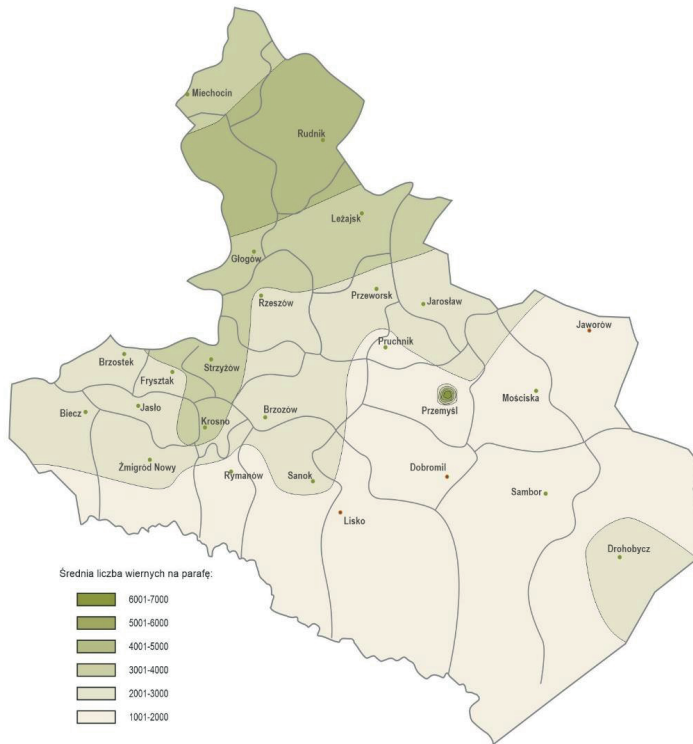 Miechocin
Rudnik
Leżajsk
Głogów
Rzeszów
Przeworsk
Jarosław
Jaworów
Pruchnik
Brzostek
Strzyżów
Frysztak
Przemyśl
Mościska
Biecz
Jasło
Krosno
Brzozów
Żmigród Nowy
Rymanów
Sanok
Dobromil
Sambor
Lisko
Drohobycz
Średnia liczba wiernych na parafę:
6001-7000
5001-6000
4001-5000
3001-4000
2001-3000
1001-2000